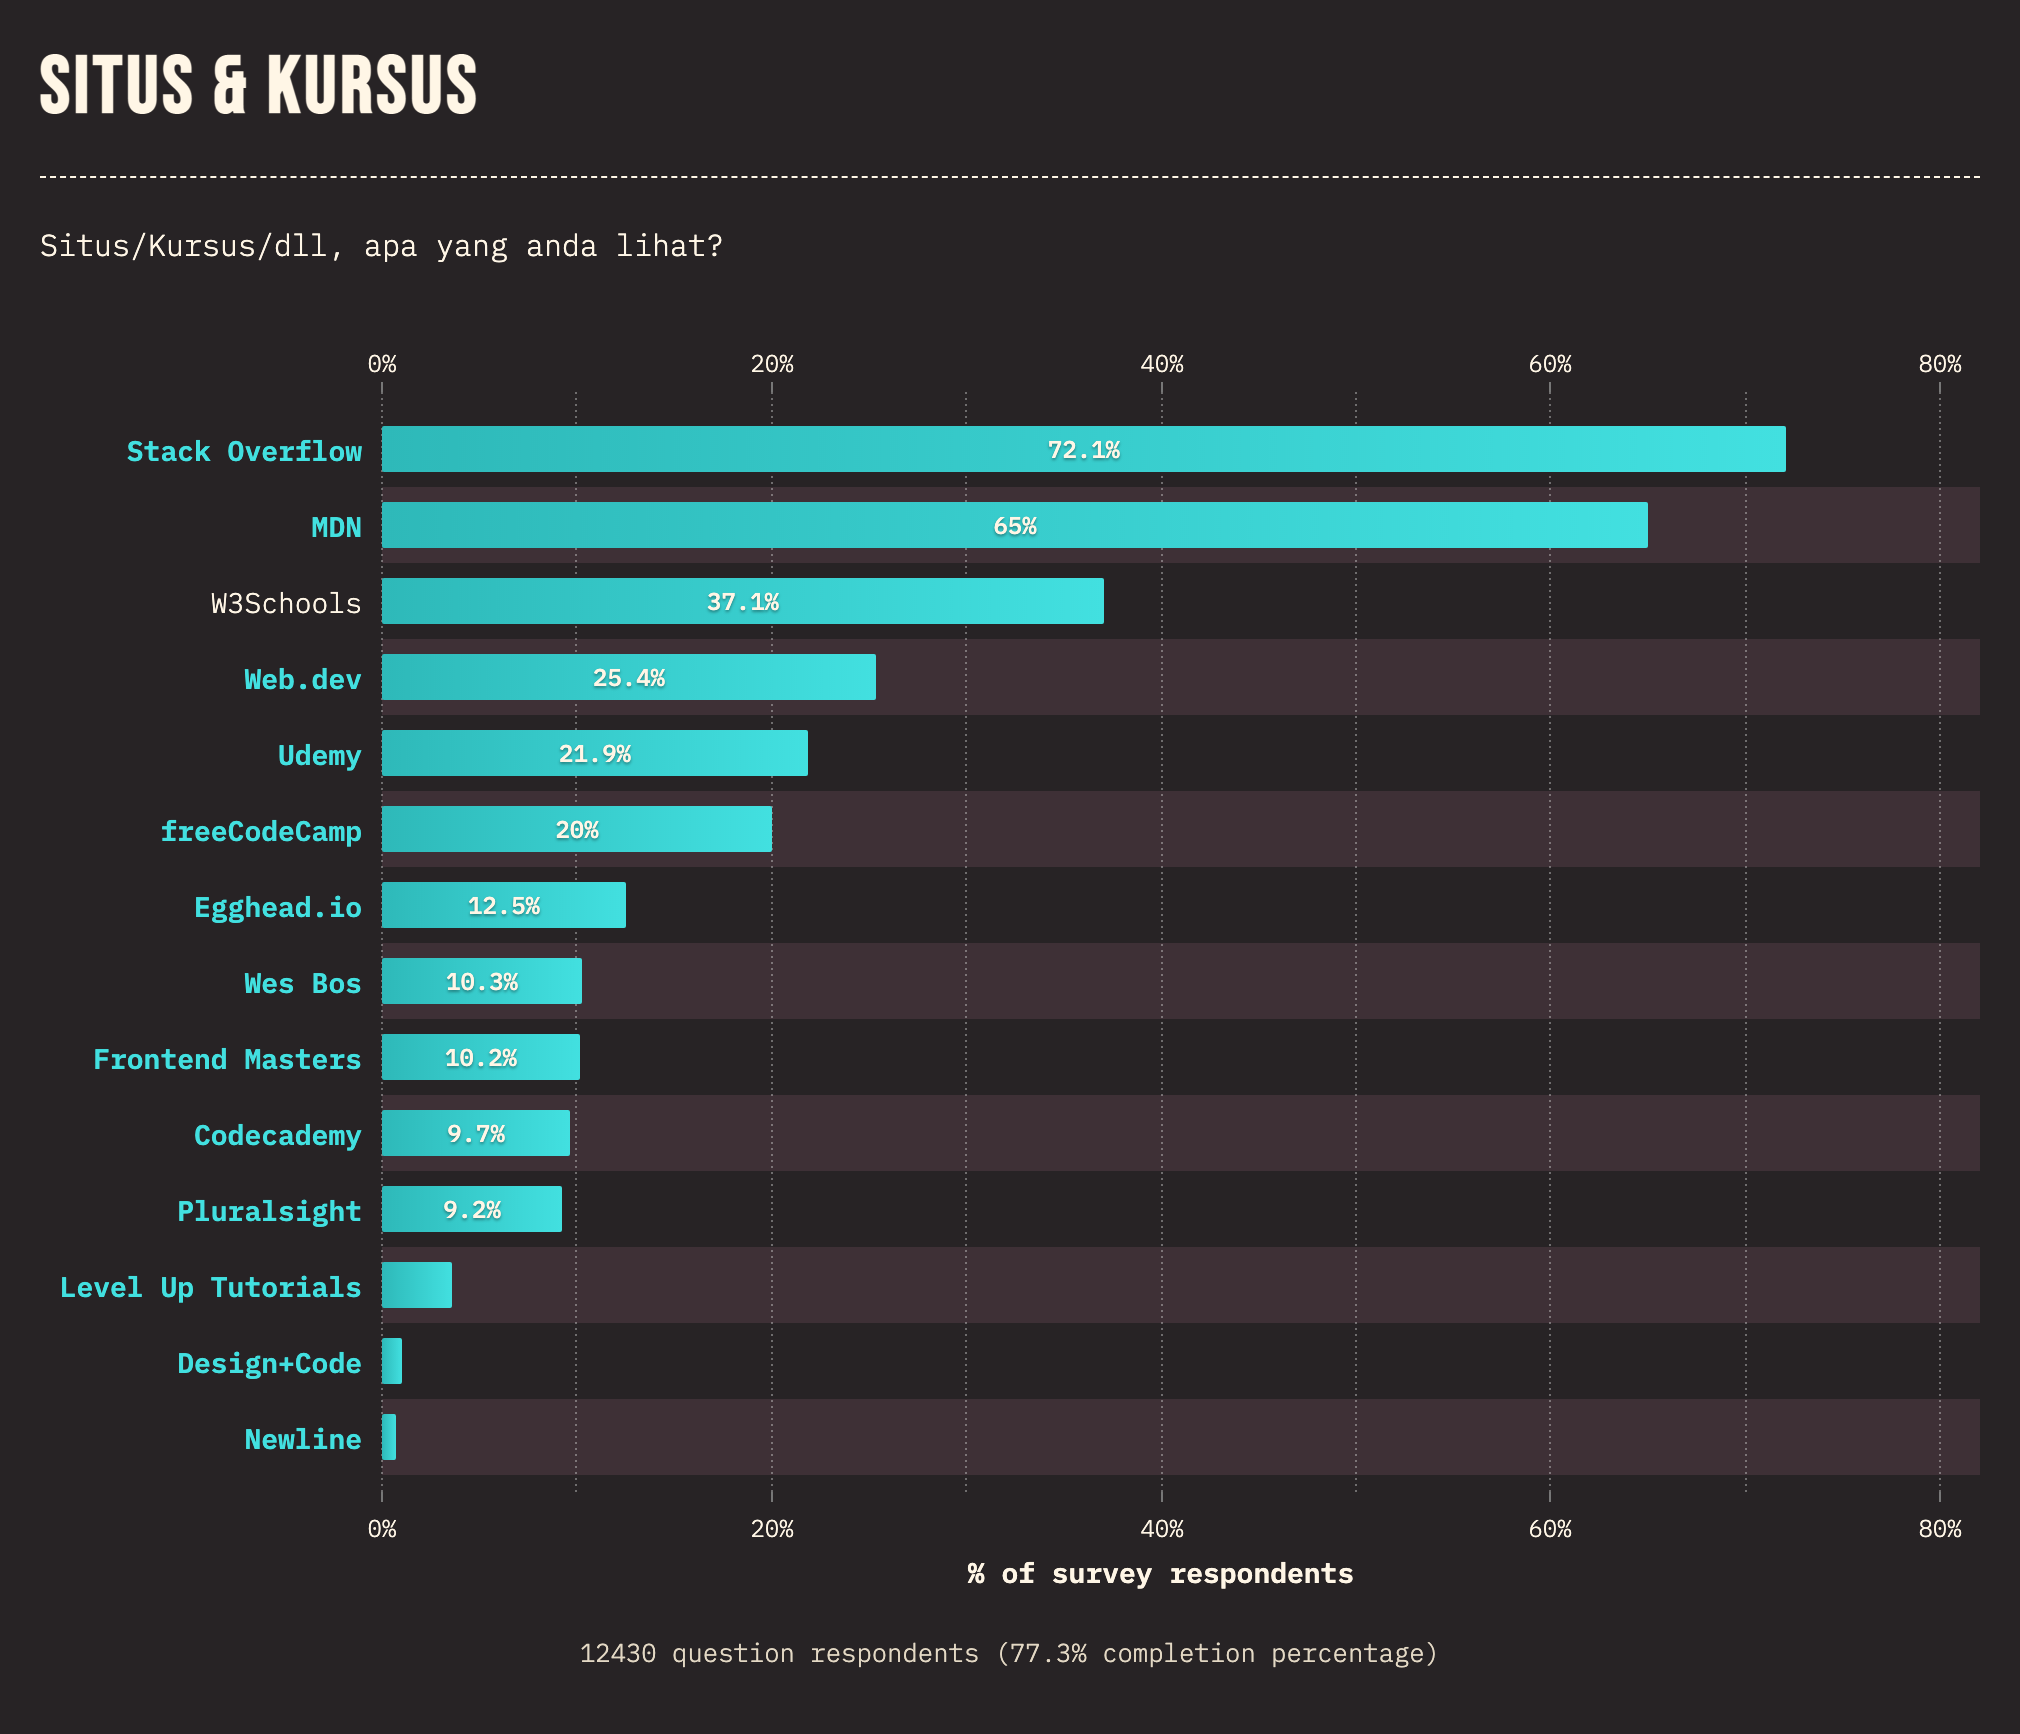 SITUS & KURSUS
Situs/Kursus/dll, apa yang anda lihat?
0% 20% 40% 60% 80%
Stack Overflow 72.1%
MDN 65%
W3Schools 37.1%
Web.dev 25.4%
Udemy 21.9%
freeCodeCamp 20%
Egghead.io 12.5%
Wes Bos 10.3%
Frontend Masters 10.2%
Codecademy 9.7%
Pluralsight 9.2%
Level Up Tutorials
Design+Code
Newline
0% 20% 40% 60% 80%
% of survey respondents
12430 question respondents (77.3% completion percentage)